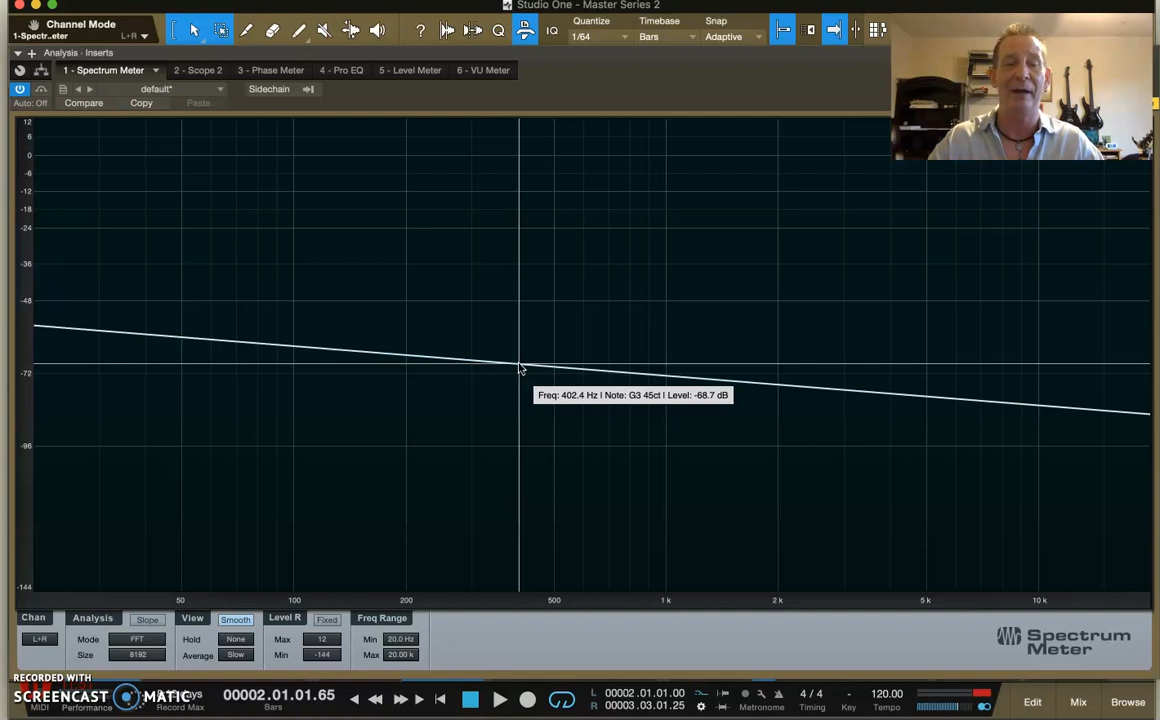 Studio One - Master Series 2
Channel Mode
1-Spectr..eter
L+R
?
Q
IQ
Quantize
1/64
Timebase
Bars
Snap
Adaptive
Analysis · Inserts
1 - Spectrum Meter
2 - Scope 2
3 - Phase Meter
4 - Pro EQ
5 - Level Meter
6 - VU Meter
default*
Sidechain
Auto: Off
Compare
Copy
Paste
12
6
0
-6
-12
-18
-24
-36
-48
-72
-96
-144
Freq: 402.4 Hz | Note: G3 45ct | Level: -68.7 dB
50
100
200
500
1 k
2 k
5 k
10 k
Chan
Analysis
Slope
View
Smooth
Level R
Fixed
Freq Range
L+R
Mode
FFT
Hold
None
Max
12
Min
20.0 Hz
Size
8192
Average
Slow
Min
-144
Max
20.00 k
Spectrum
Meter
RECORDED WITH
SCREENCAST MATIC
MIDI
Performance
Record Max
00002.01.01.65
Bars
L 00002.01.01.00
R 00003.03.01.25
Metronome
4 / 4
Timing
-
Key
120.00
Tempo
Edit
Mix
Browse